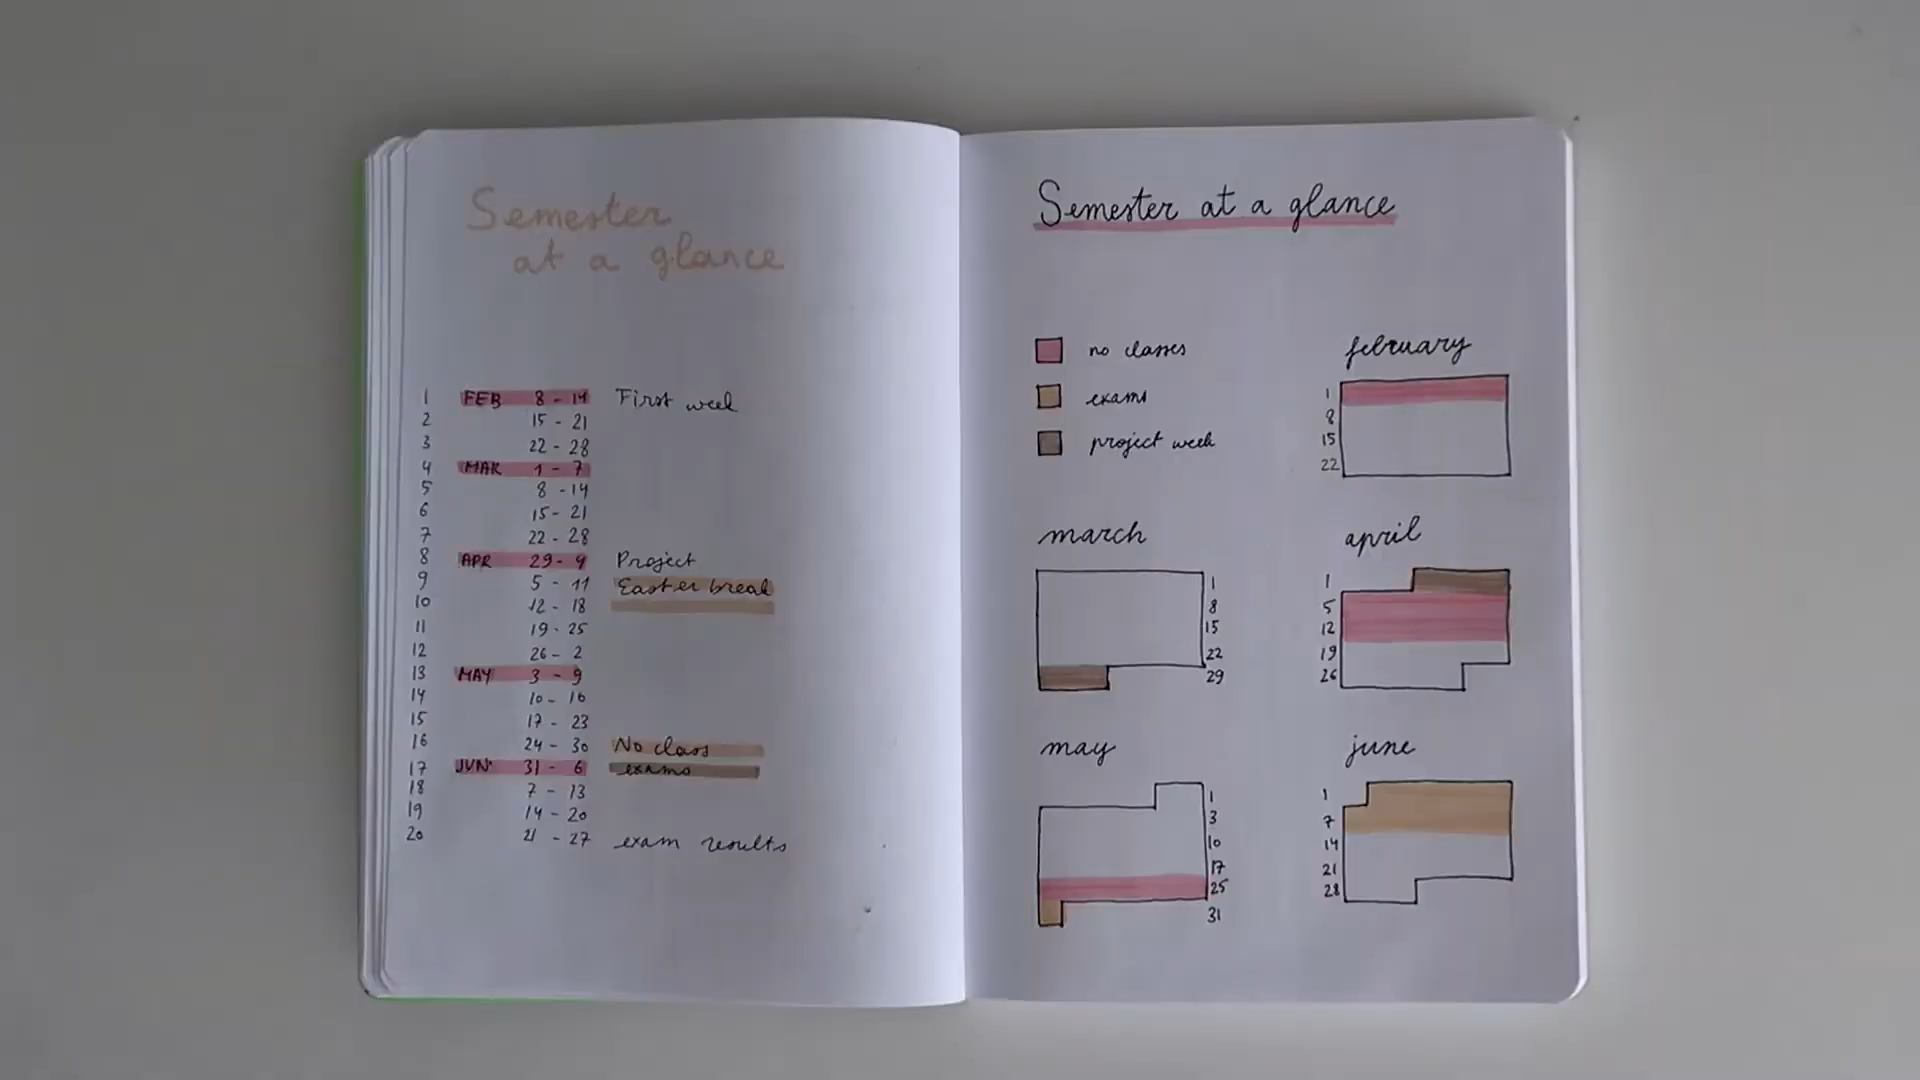 Semester
at a glance
1 FEB 8 - 14 First week
2 15 - 21
3 22 - 28
4 MAR 1 - 7
5 8 - 14
6 15 - 21
7 22 - 28
8 APR 29 - 4 Project
9 5 - 11 Easter break
10 12 - 18
11 19 - 25
12 26 - 2
13 MAY 3 - 9
14 10 - 16
15 17 - 23
16 24 - 30 No class
17 JUN 31 - 6 exams
18 7 - 13
19 14 - 20
20 21 - 27 exam results
Semester at a glance
no classes
exams
project week
february
1
8
15
22
march
1
8
15
22
29
april
1
5
12
19
26
may
1
3
10
17
25
31
june
1
7
14
21
28